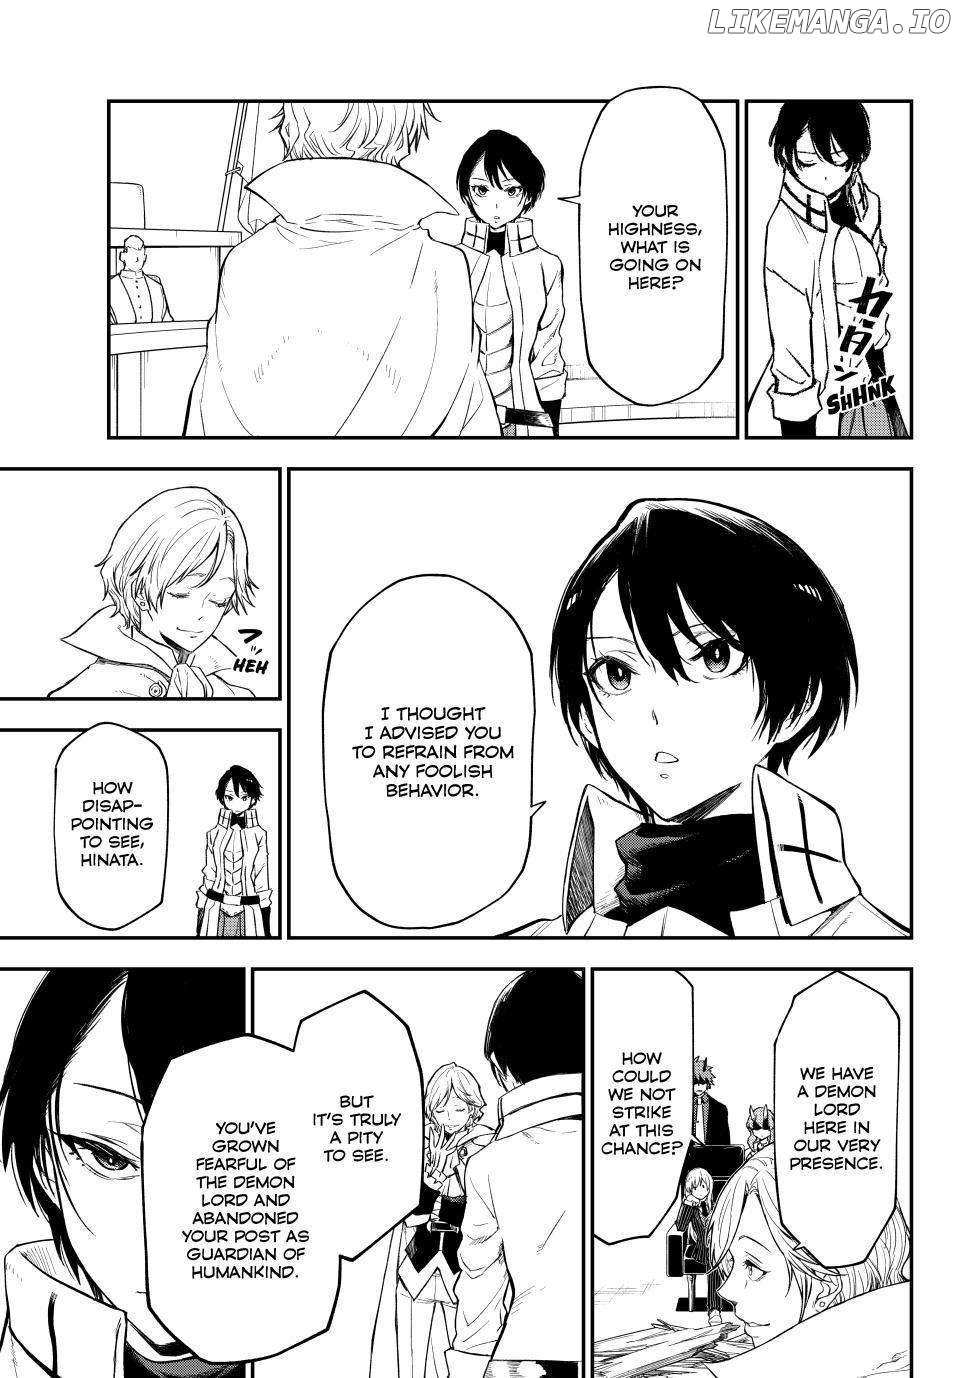 LIKEMANGA.IO
カタン
SHHNK
YOUR
HIGHNESS,
WHAT IS
GOING ON
HERE?
I THOUGHT
I ADVISED YOU
TO REFRAIN FROM
ANY FOOLISH
BEHAVIOR.
フッ
HEH
HOW
DISAP-
POINTING
TO SEE,
HINATA.
WE HAVE
A DEMON
LORD
HERE IN
OUR VERY
PRESENCE.
HOW
COULD
WE NOT
STRIKE
AT THIS
CHANCE?
BUT
IT'S TRULY
A PITY
TO SEE.
YOU'VE
GROWN
FEARFUL OF
THE DEMON
LORD AND
ABANDONED
YOUR POST AS
GUARDIAN OF
HUMANKIND.